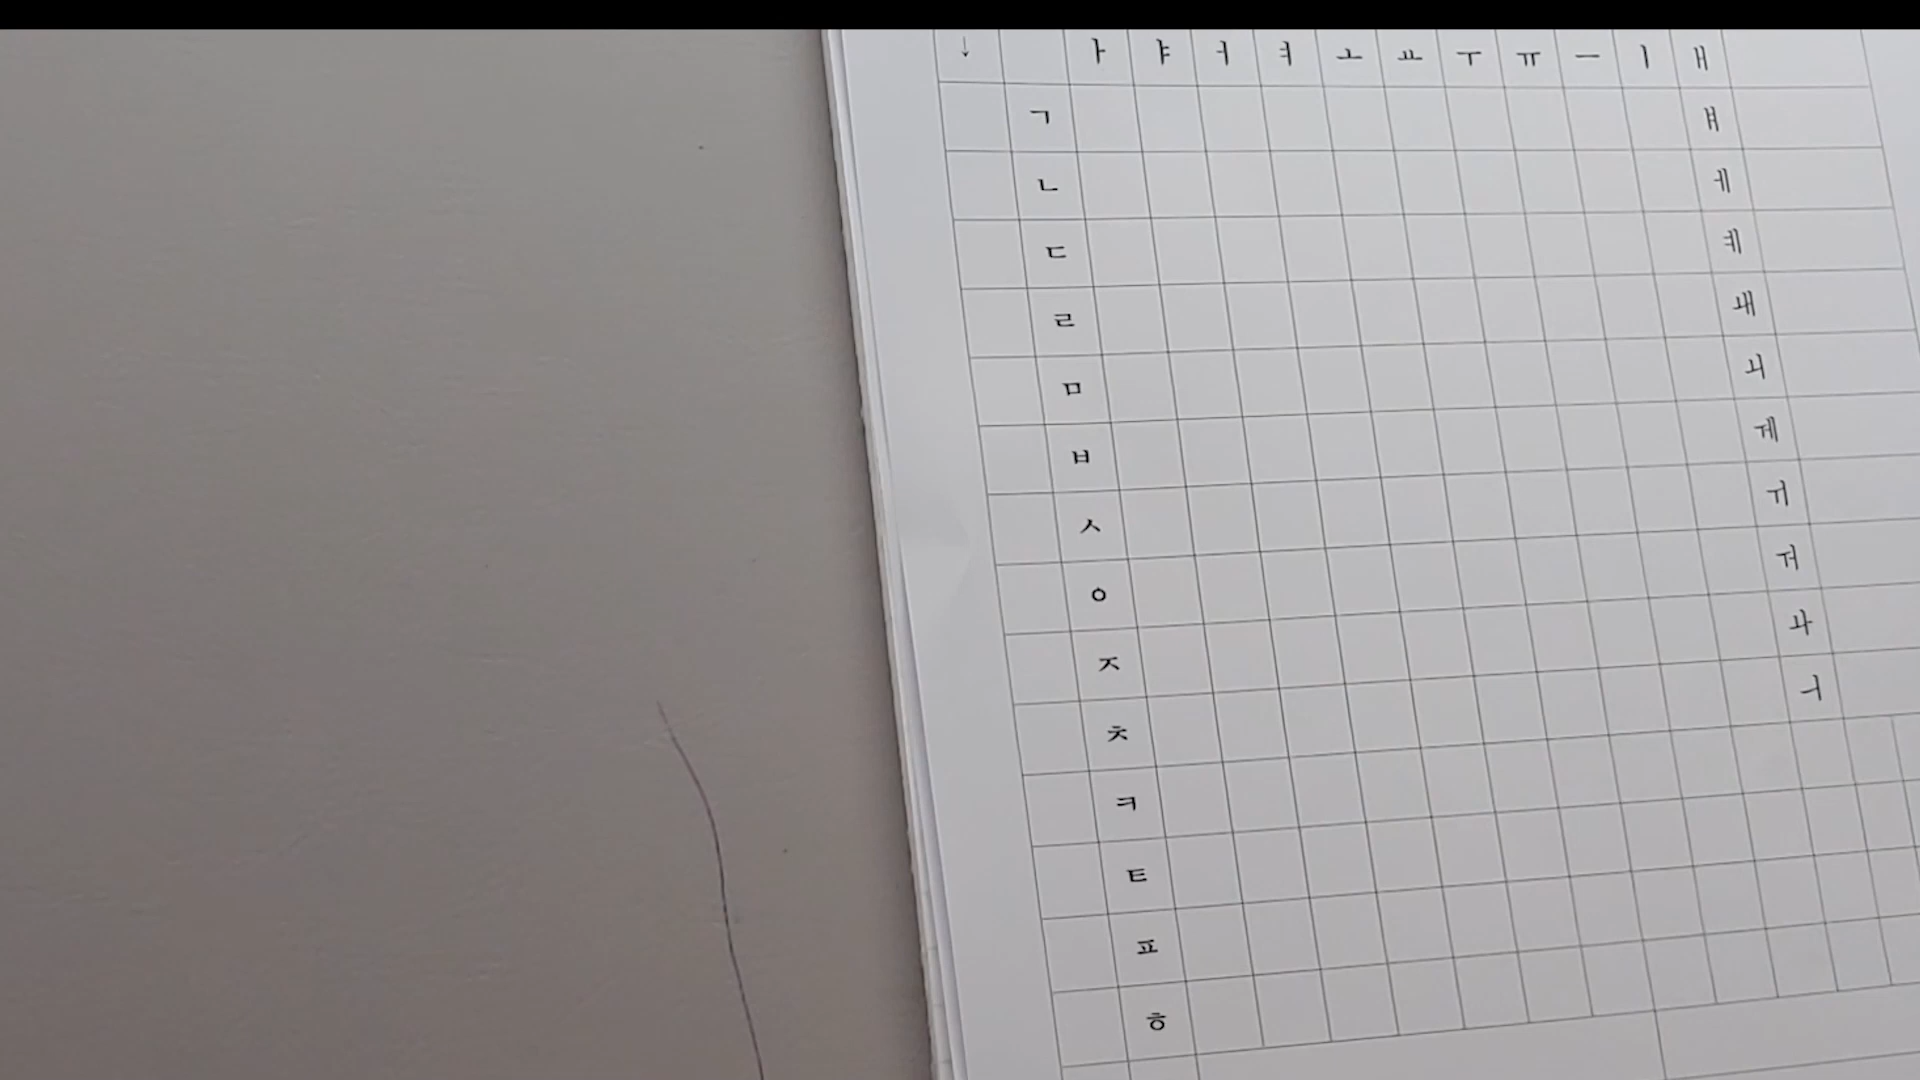 ↓ ㅏ ㅑ ㅓ ㅕ ㅗ ㅛ ㅜ ㅠ ㅡ ㅣ ㅐ
ㄱ ㅒ
ㄴ ㅔ
ㄷ ㅖ
ㄹ ㅙ
ㅁ ㅚ
ㅂ ㅞ
ㅅ ㅟ
ㅇ ㅝ
ㅈ ㅘ
ㅊ ㅢ
ㅋ
ㅌ
ㅍ
ㅎ